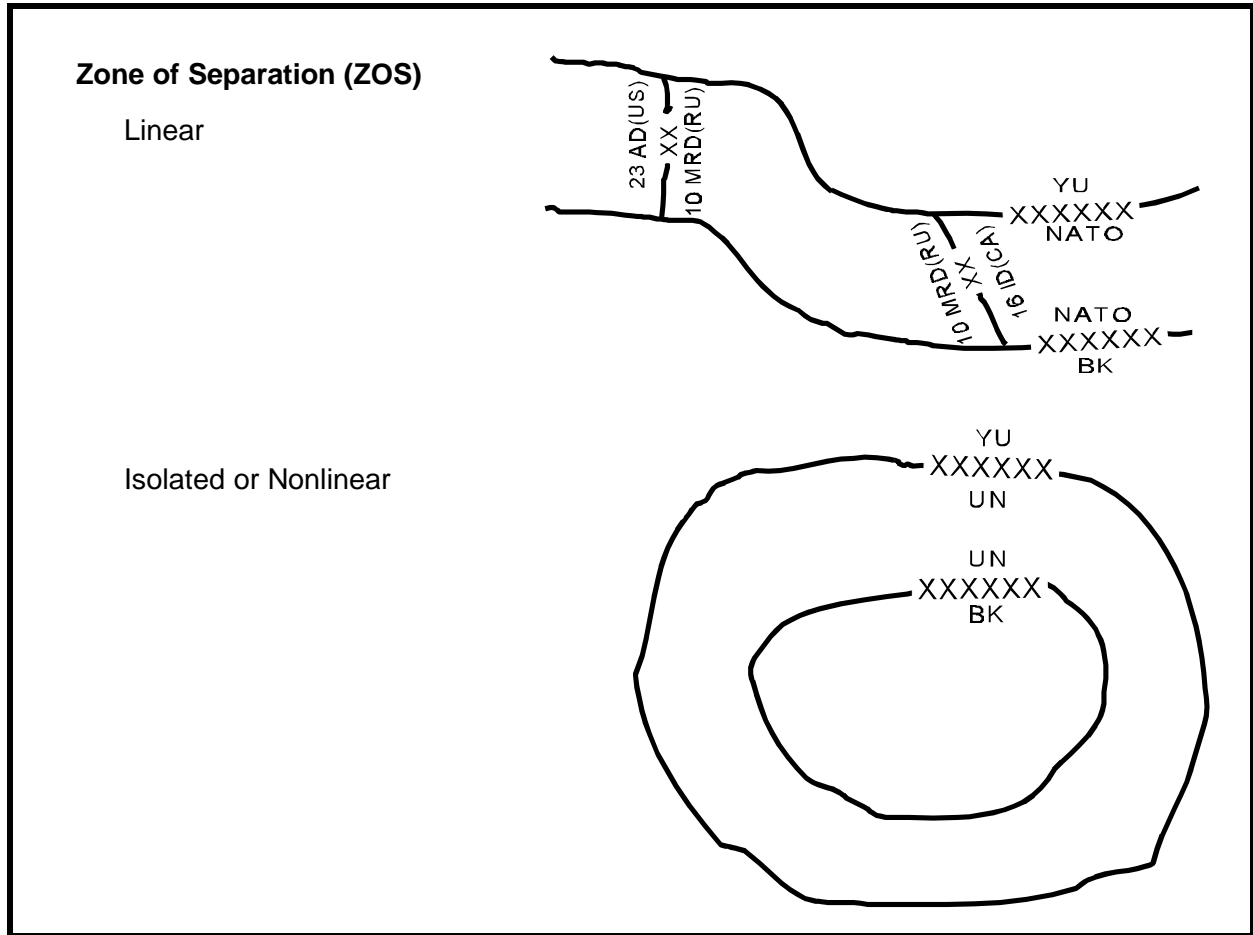 Zone of Separation (ZOS)
Linear
23 AD(US)
XX
10 MRD(RU)
YU
XXXXXX
NATO
10 MRD(RU)
XX
16 ID(CA)
NATO
XXXXXX
BK
Isolated or Nonlinear
YU
XXXXXX
UN
UN
XXXXXX
BK